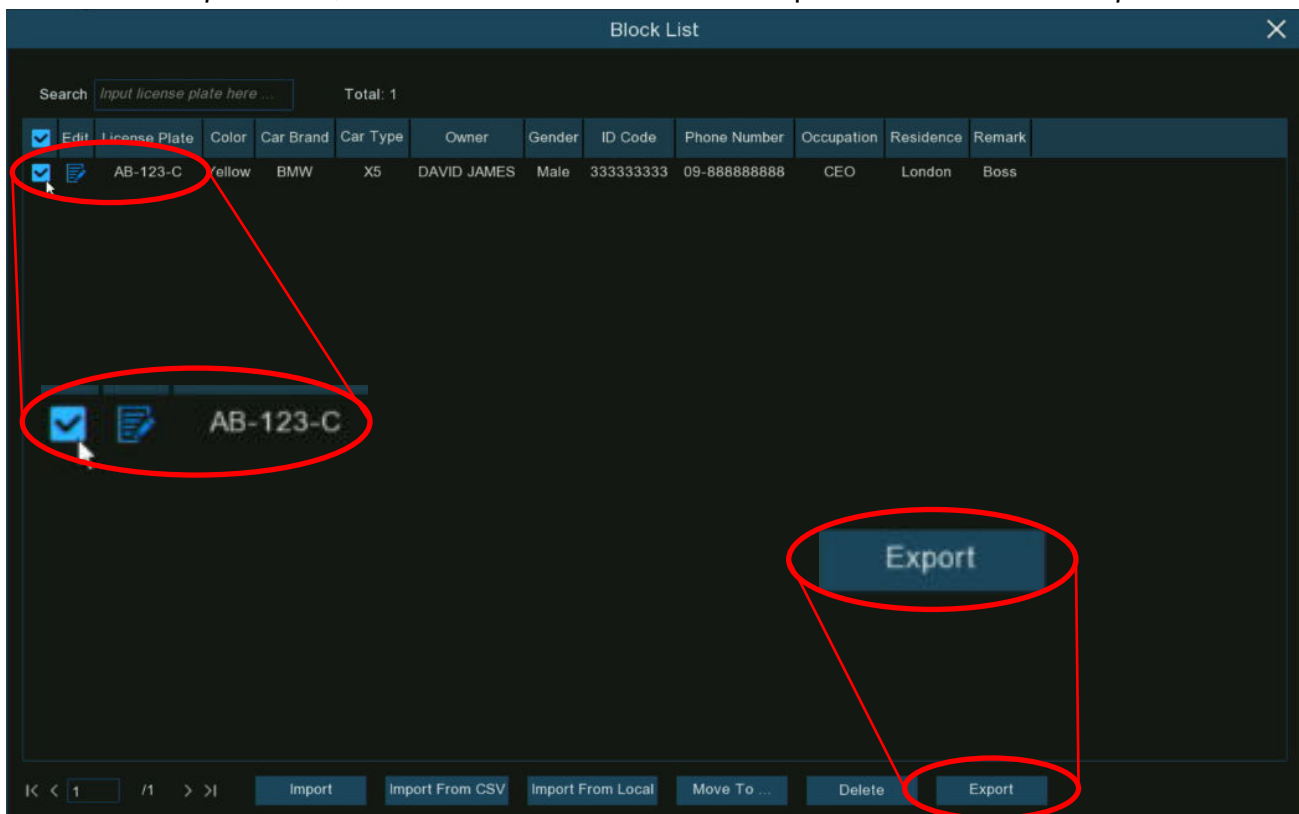 Block List
Search Input license plate here ... Total: 1
Edit License Plate Color Car Brand Car Type Owner Gender ID Code Phone Number Occupation Residence Remark
AB-123-C Yellow BMW X5 DAVID JAMES Male 333333333 09-888888888 CEO London Boss
AB-123-C
Export
1 /1 Import Import From CSV Import From Local Move To ... Delete Export